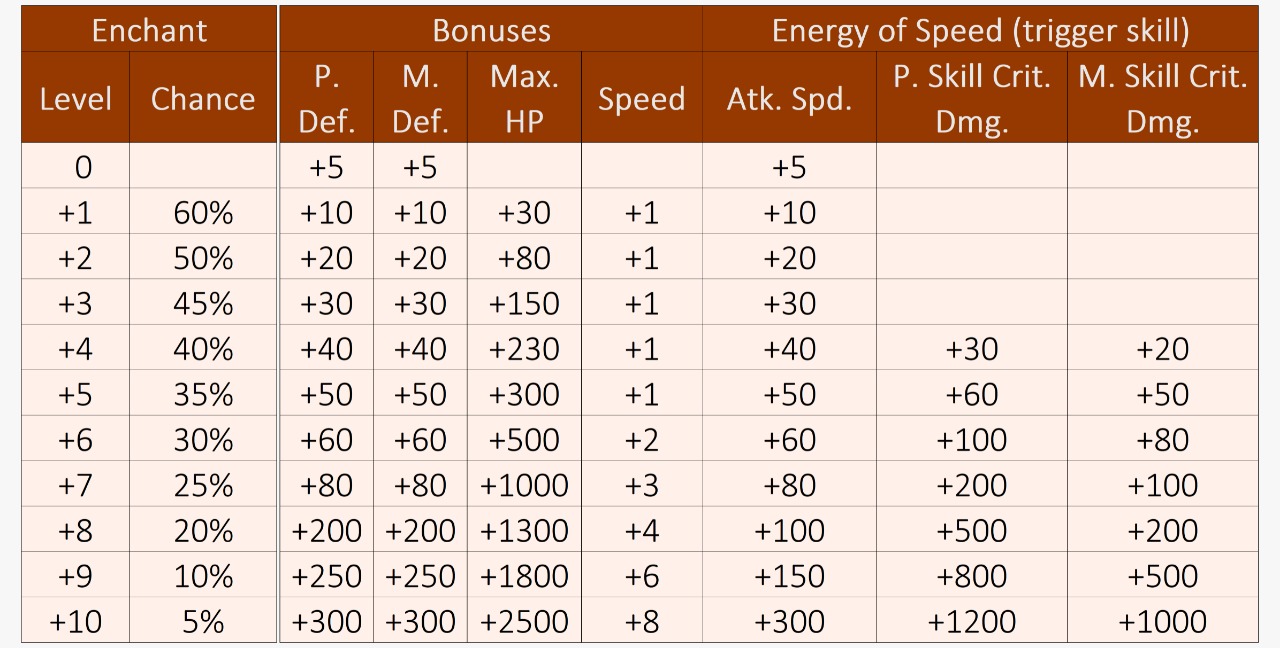 Enchant Bonuses Energy of Speed (trigger skill)
Level Chance P. Def. M. Def. Max. HP Speed Atk. Spd. P. Skill Crit. Dmg. M. Skill Crit. Dmg.
0 +5 +5 +5
+1 60% +10 +10 +30 +1 +10
+2 50% +20 +20 +80 +1 +20
+3 45% +30 +30 +150 +1 +30
+4 40% +40 +40 +230 +1 +40 +30 +20
+5 35% +50 +50 +300 +1 +50 +60 +50
+6 30% +60 +60 +500 +2 +60 +100 +80
+7 25% +80 +80 +1000 +3 +80 +200 +100
+8 20% +200 +200 +1300 +4 +100 +500 +200
+9 10% +250 +250 +1800 +6 +150 +800 +500
+10 5% +300 +300 +2500 +8 +300 +1200 +1000